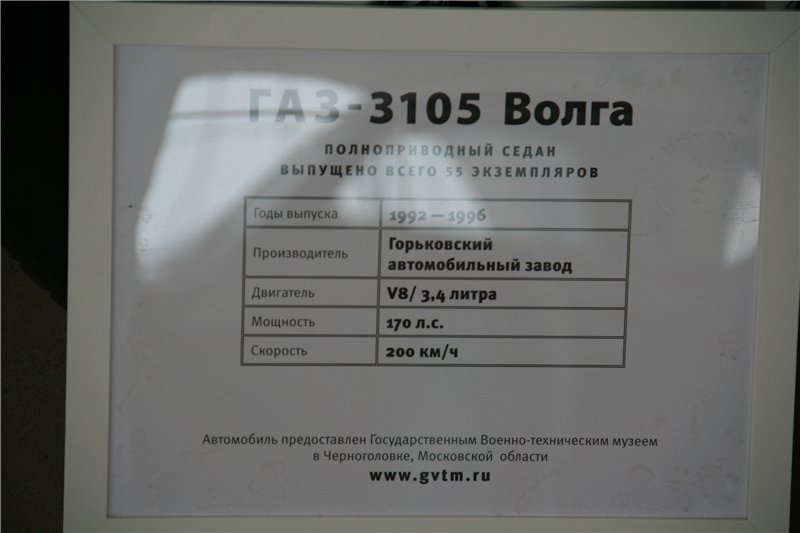 ГАЗ-3105 Волга
ПОЛНОПРИВОДНЫЙ СЕДАН
ВЫПУЩЕНО ВСЕГО 55 ЭКЗЕМПЛЯРОВ
Годы выпуска 1992 — 1996
Производитель Горьковский
автомобильный завод
Двигатель V8/ 3,4 литра
Мощность 170 л.с.
Скорость 200 км/ч
Автомобиль предоставлен Государственным Военно-техническим музеем
в Черноголовке, Московской области
www.gvtm.ru